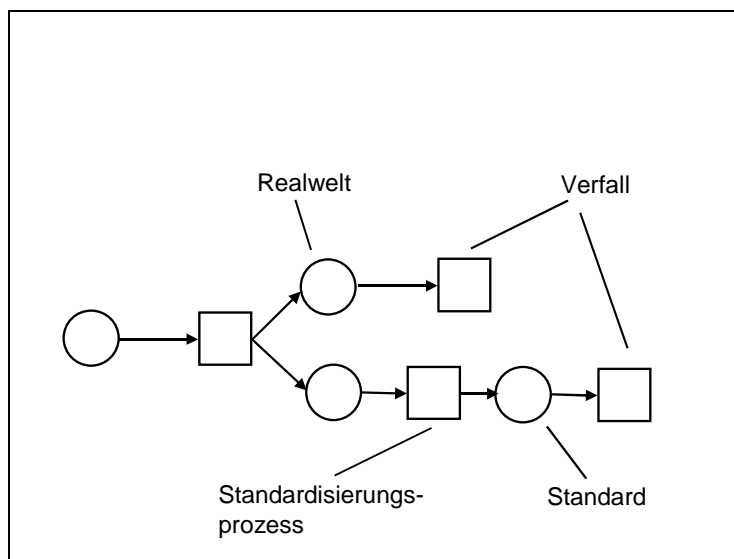 Realwelt
Verfall
Standardisierungs-
prozess
Standard